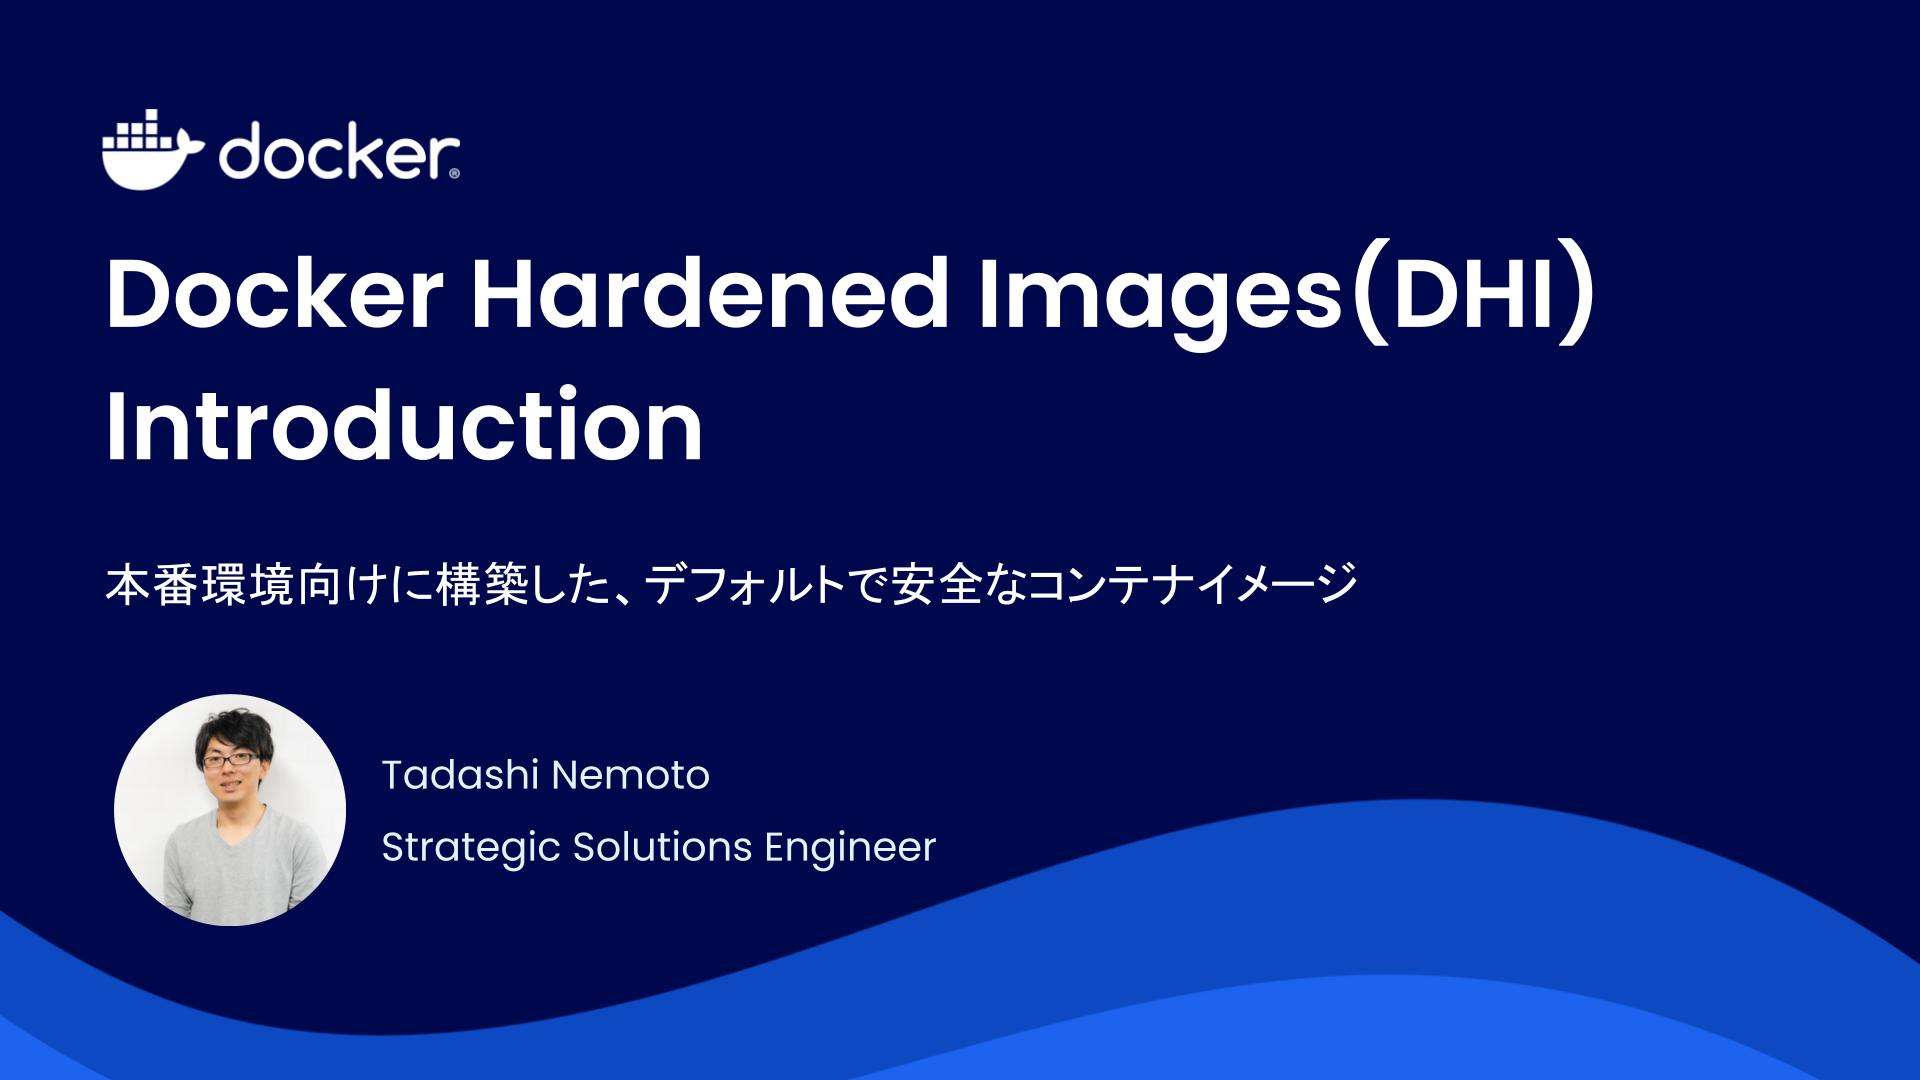 docker®
Docker Hardened Images(DHI)
Introduction
本番環境向けに構築した、デフォルトで安全なコンテナイメージ
Tadashi Nemoto
Strategic Solutions Engineer